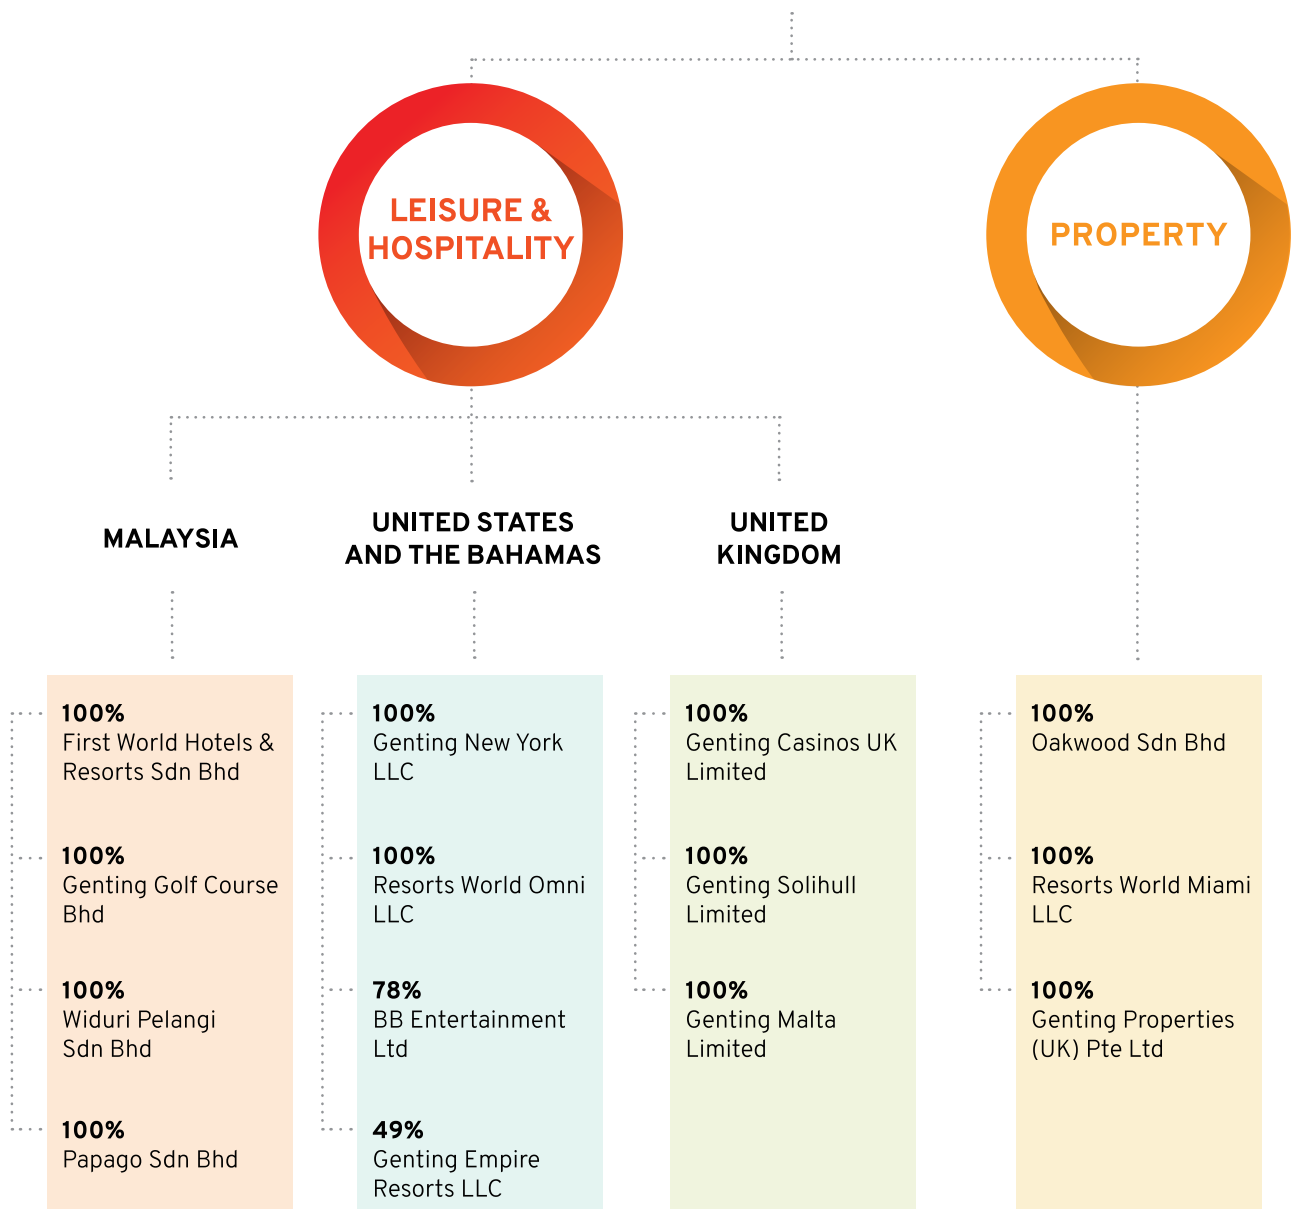 LEISURE &
HOSPITALITY
PROPERTY
MALAYSIA
UNITED STATES
AND THE BAHAMAS
UNITED
KINGDOM
100%
First World Hotels &
Resorts Sdn Bhd
100%
Genting Golf Course
Bhd
100%
Widuri Pelangi
Sdn Bhd
100%
Papago Sdn Bhd
100%
Genting New York
LLC
100%
Resorts World Omni
LLC
78%
BB Entertainment
Ltd
49%
Genting Empire
Resorts LLC
100%
Genting Casinos UK
Limited
100%
Genting Solihull
Limited
100%
Genting Malta
Limited
100%
Oakwood Sdn Bhd
100%
Resorts World Miami
LLC
100%
Genting Properties
(UK) Pte Ltd